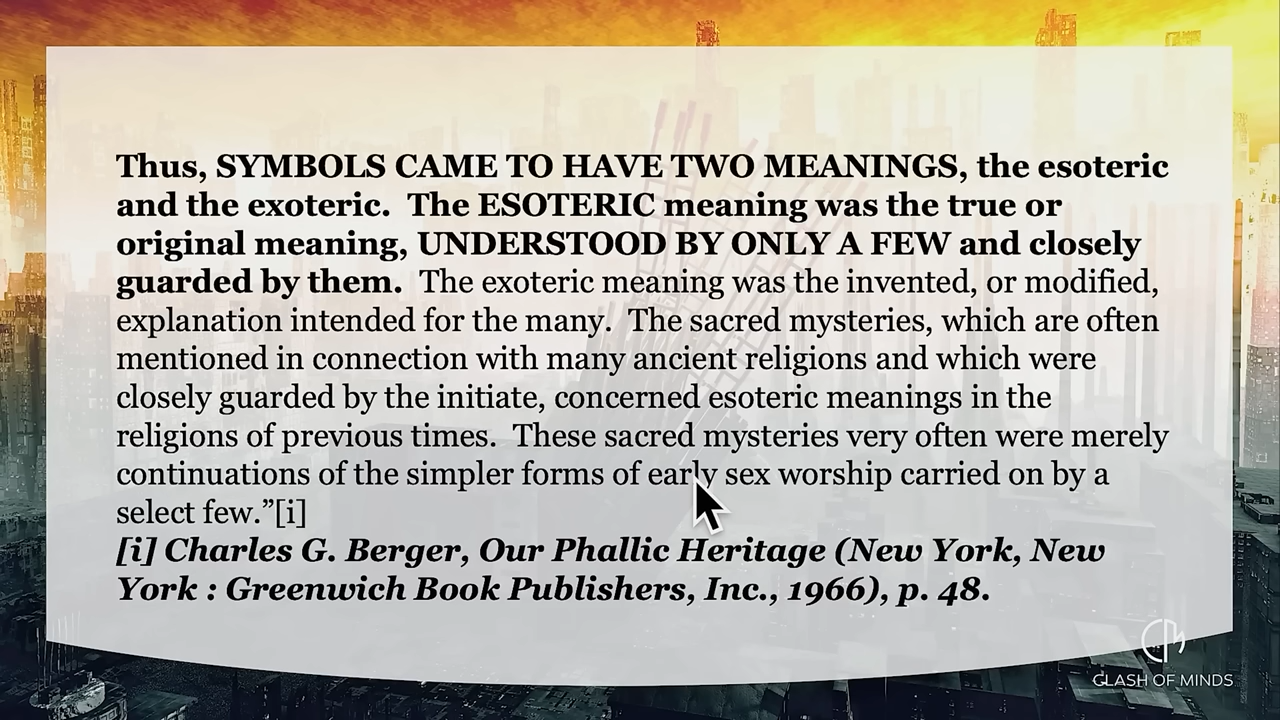 Thus, SYMBOLS CAME TO HAVE TWO MEANINGS, the esoteric
and the exoteric.  The ESOTERIC meaning was the true or
original meaning, UNDERSTOOD BY ONLY A FEW and closely
guarded by them.  The exoteric meaning was the invented, or modified,
explanation intended for the many.  The sacred mysteries, which are often
mentioned in connection with many ancient religions and which were
closely guarded by the initiate, concerned esoteric meanings in the
religions of previous times.  These sacred mysteries very often were merely
continuations of the simpler forms of early sex worship carried on by a
select few.”[i]
[i] Charles G. Berger, Our Phallic Heritage (New York, New
York : Greenwich Book Publishers, Inc., 1966), p. 48.
CLASH OF MINDS